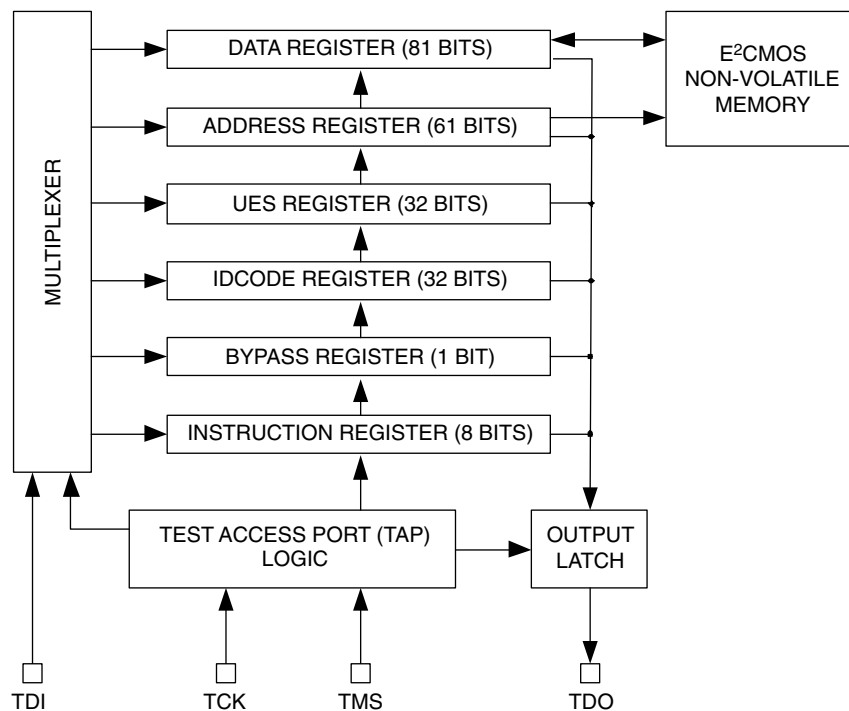 DATA REGISTER (81 BITS)
E²CMOS
NON-VOLATILE
MEMORY
ADDRESS REGISTER (61 BITS)
MULTIPLEXER
UES REGISTER (32 BITS)
IDCODE REGISTER (32 BITS)
BYPASS REGISTER (1 BIT)
INSTRUCTION REGISTER (8 BITS)
TEST ACCESS PORT (TAP)
LOGIC
OUTPUT
LATCH
TDI
TCK
TMS
TDO